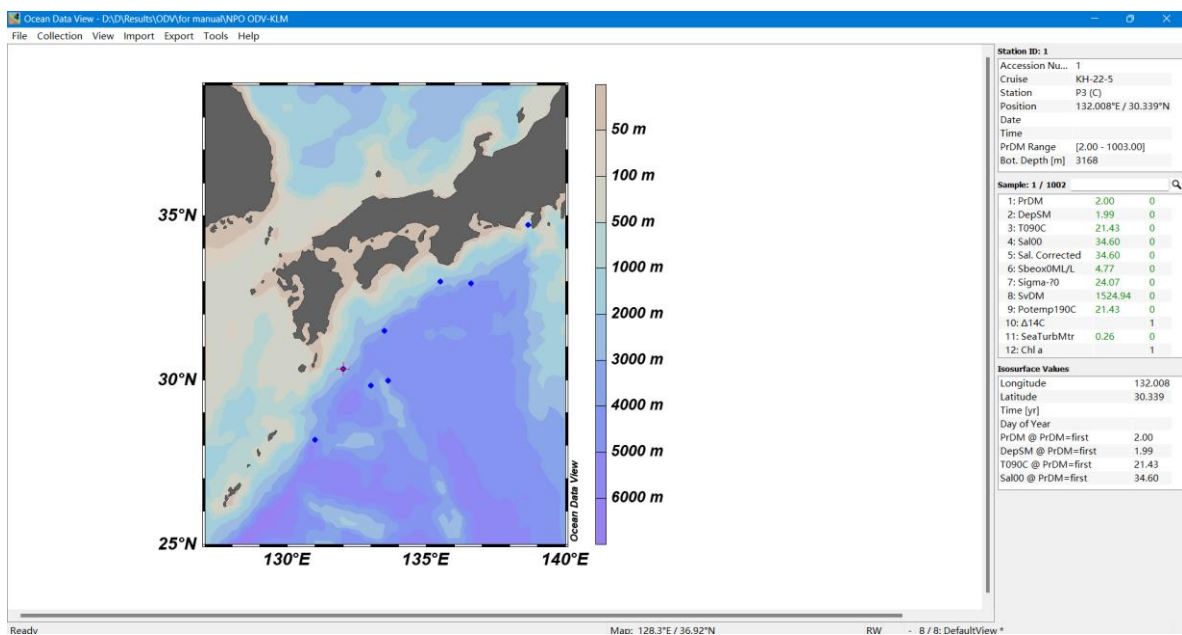 Ocean Data View - D:\D\Results\ODV\for manual\NPO ODV-KLM
File Collection View Import Export Tools Help
50 m
100 m
500 m
1000 m
2000 m
3000 m
4000 m
5000 m
6000 m
35°N
30°N
25°N
130°E 135°E 140°E
Ocean Data View
Station ID: 1
Accession Nu... 1
Cruise KH-22-5
Station P3 (C)
Position 132.008°E / 30.339°N
Date
Time
PrDM Range [2.00 - 1003.00]
Bot. Depth [m] 3168
Sample: 1 / 1002
1: PrDM 2.00 0
2: DepSM 1.99 0
3: T090C 21.43 0
4: Sal00 34.60 0
5: Sal. Corrected 34.60 0
6: Sbeox0ML/L 4.77 0
7: Sigma-?0 24.07 0
8: SvDM 1524.94 0
9: Potemp190C 21.43 0
10: Δ14C 1
11: SeaTurbMtr 0.26 0
12: Chl a 1
Isosurface Values
Longitude 132.008
Latitude 30.339
Time [yr]
Day of Year
PrDM @ PrDM=first 2.00
DepSM @ PrDM=first 1.99
T090C @ PrDM=first 21.43
Sal00 @ PrDM=first 34.60
Ready Map: 128.3°E / 36.92°N RW - 8 / 8: DefaultView *